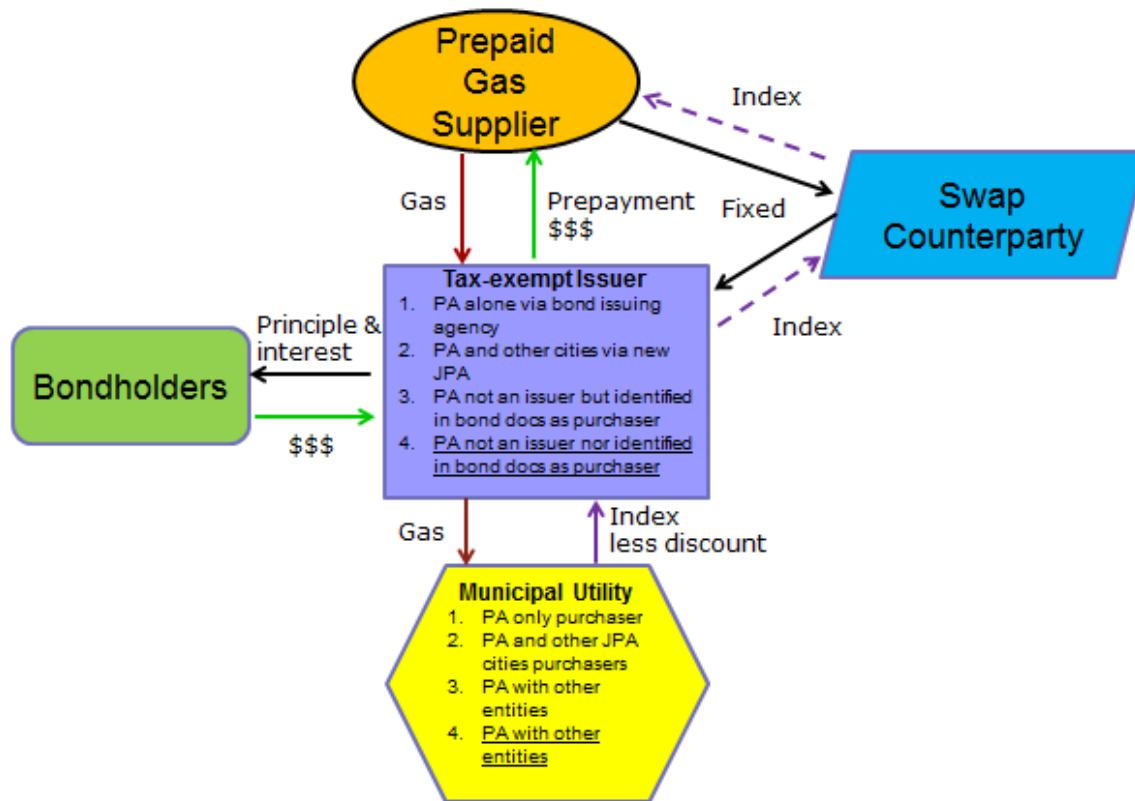 Prepaid
Gas
Supplier
Index
Gas
Prepayment
$$$
Fixed
Swap
Counterparty
Index
Tax-exempt Issuer
1. PA alone via bond issuing
agency
2. PA and other cities via new
JPA
3. PA not an issuer but identified
in bond docs as purchaser
4. PA not an issuer nor identified
in bond docs as purchaser
Principle &
interest
Bondholders
$$$
Gas
Index
less discount
Municipal Utility
1. PA only purchaser
2. PA and other JPA
cities purchasers
3. PA with other
entities
4. PA with other
entities